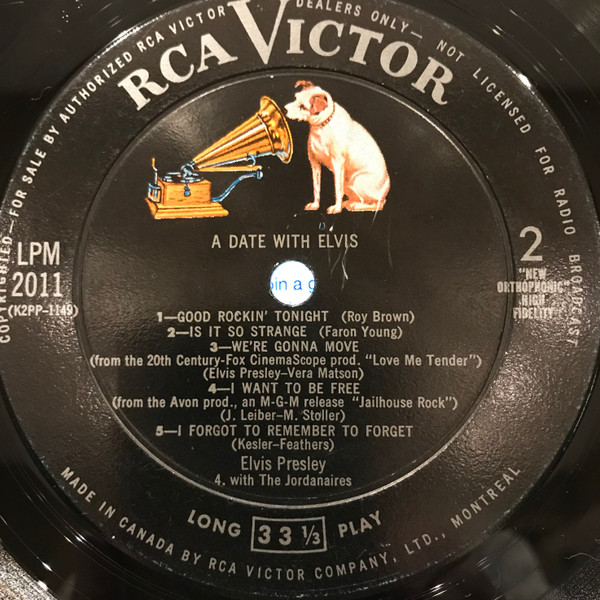 COPYRIGHTED—FOR SALE BY AUTHORIZED RCA VICTOR DEALERS ONLY— NOT LICENSED FOR RADIO BROADCAST
RCA VICTOR
A DATE WITH ELVIS
LPM
2011
(K2PP-1149)
2
"NEW
ORTHOPHONIC"
HIGH
FIDELITY
in a
1—GOOD ROCKIN' TONIGHT (Roy Brown)
2—IS IT SO STRANGE (Faron Young)
3—WE'RE GONNA MOVE
(from the 20th Century-Fox CinemaScope prod. "Love Me Tender")
(Elvis Presley–Vera Matson)
4—I WANT TO BE FREE
(from the Avon prod., an M-G-M release "Jailhouse Rock")
(J. Leiber–M. Stoller)
5—I FORGOT TO REMEMBER TO FORGET
(Kesler-Feathers)
Elvis Presley
4. with The Jordanaires
LONG 33 1/3 PLAY
MADE IN CANADA BY RCA VICTOR COMPANY, LTD., MONTREAL